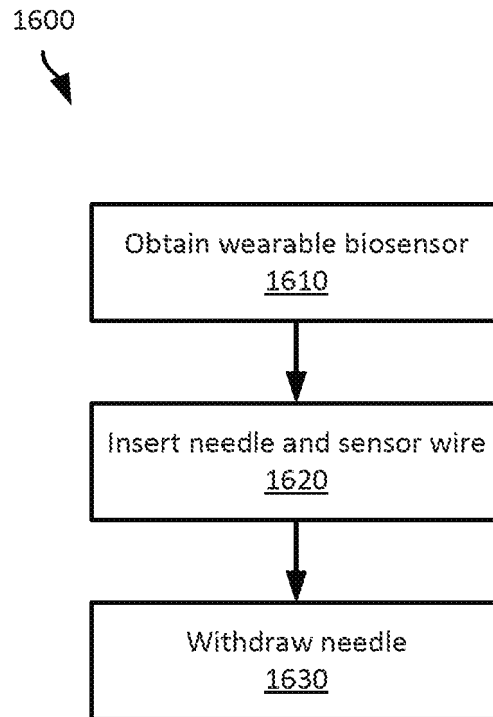 1600
Obtain wearable biosensor
1610
Insert needle and sensor wire
1620
Withdraw needle
1630